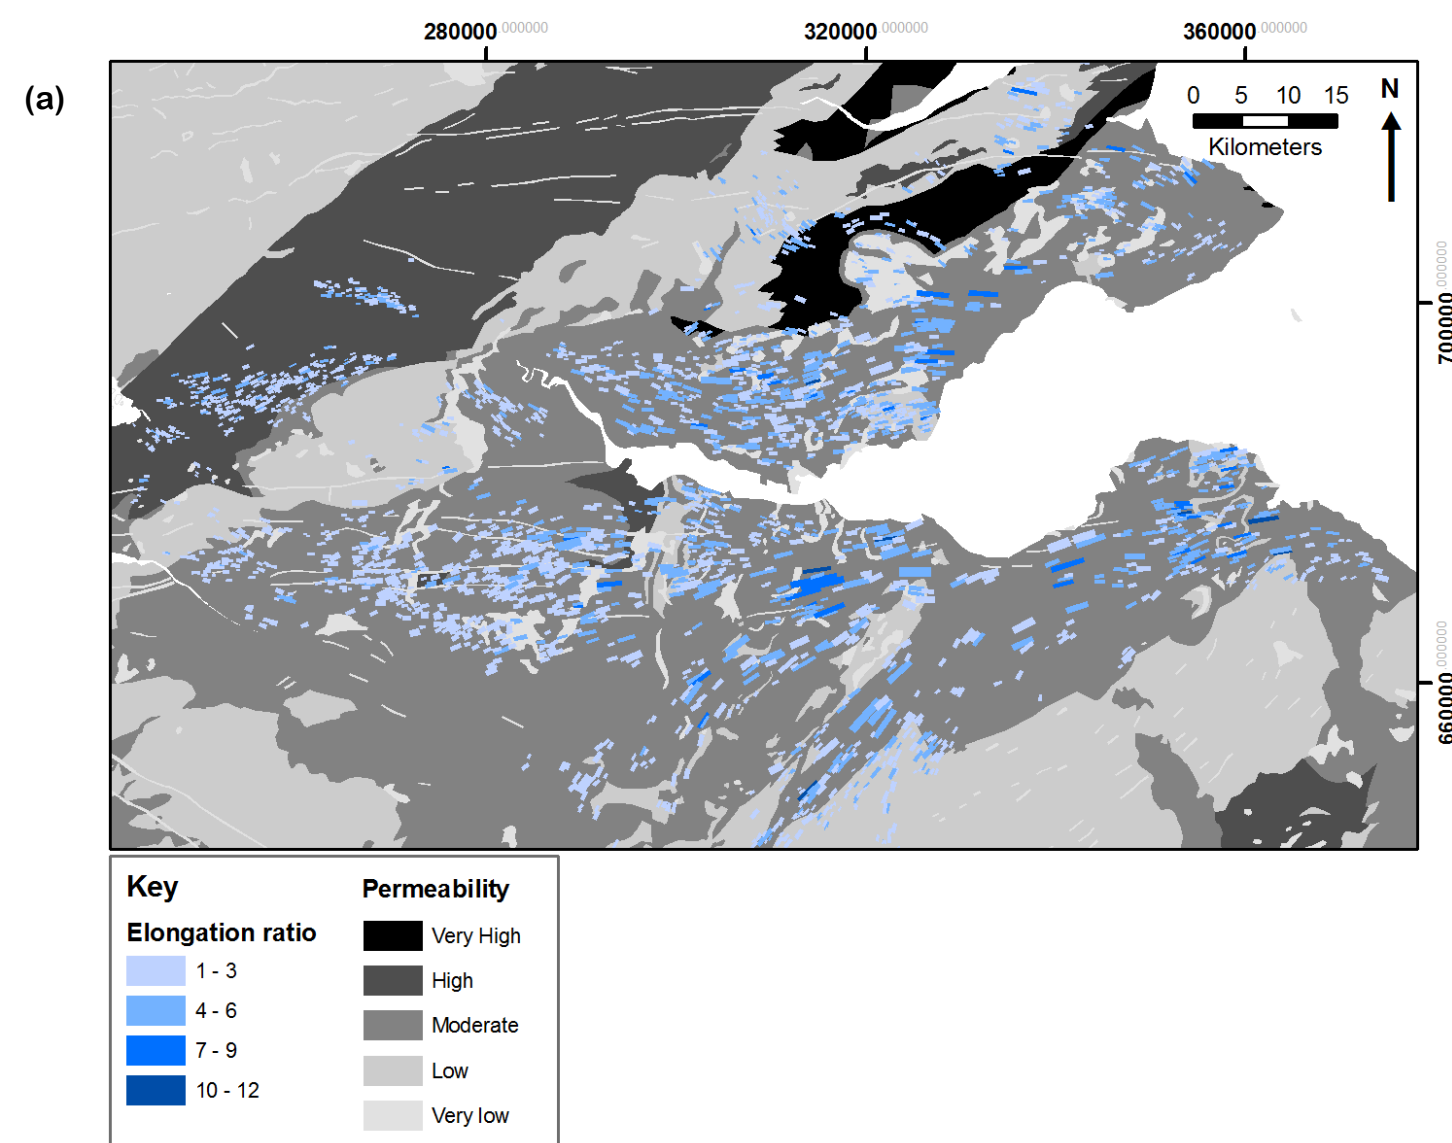 280000.000000 320000.000000 360000.000000
(a)
0 5 10 15
Kilometers
N
700000.000000
660000.000000
Key
Elongation ratio
1 - 3
4 - 6
7 - 9
10 - 12
Permeability
Very High
High
Moderate
Low
Very low